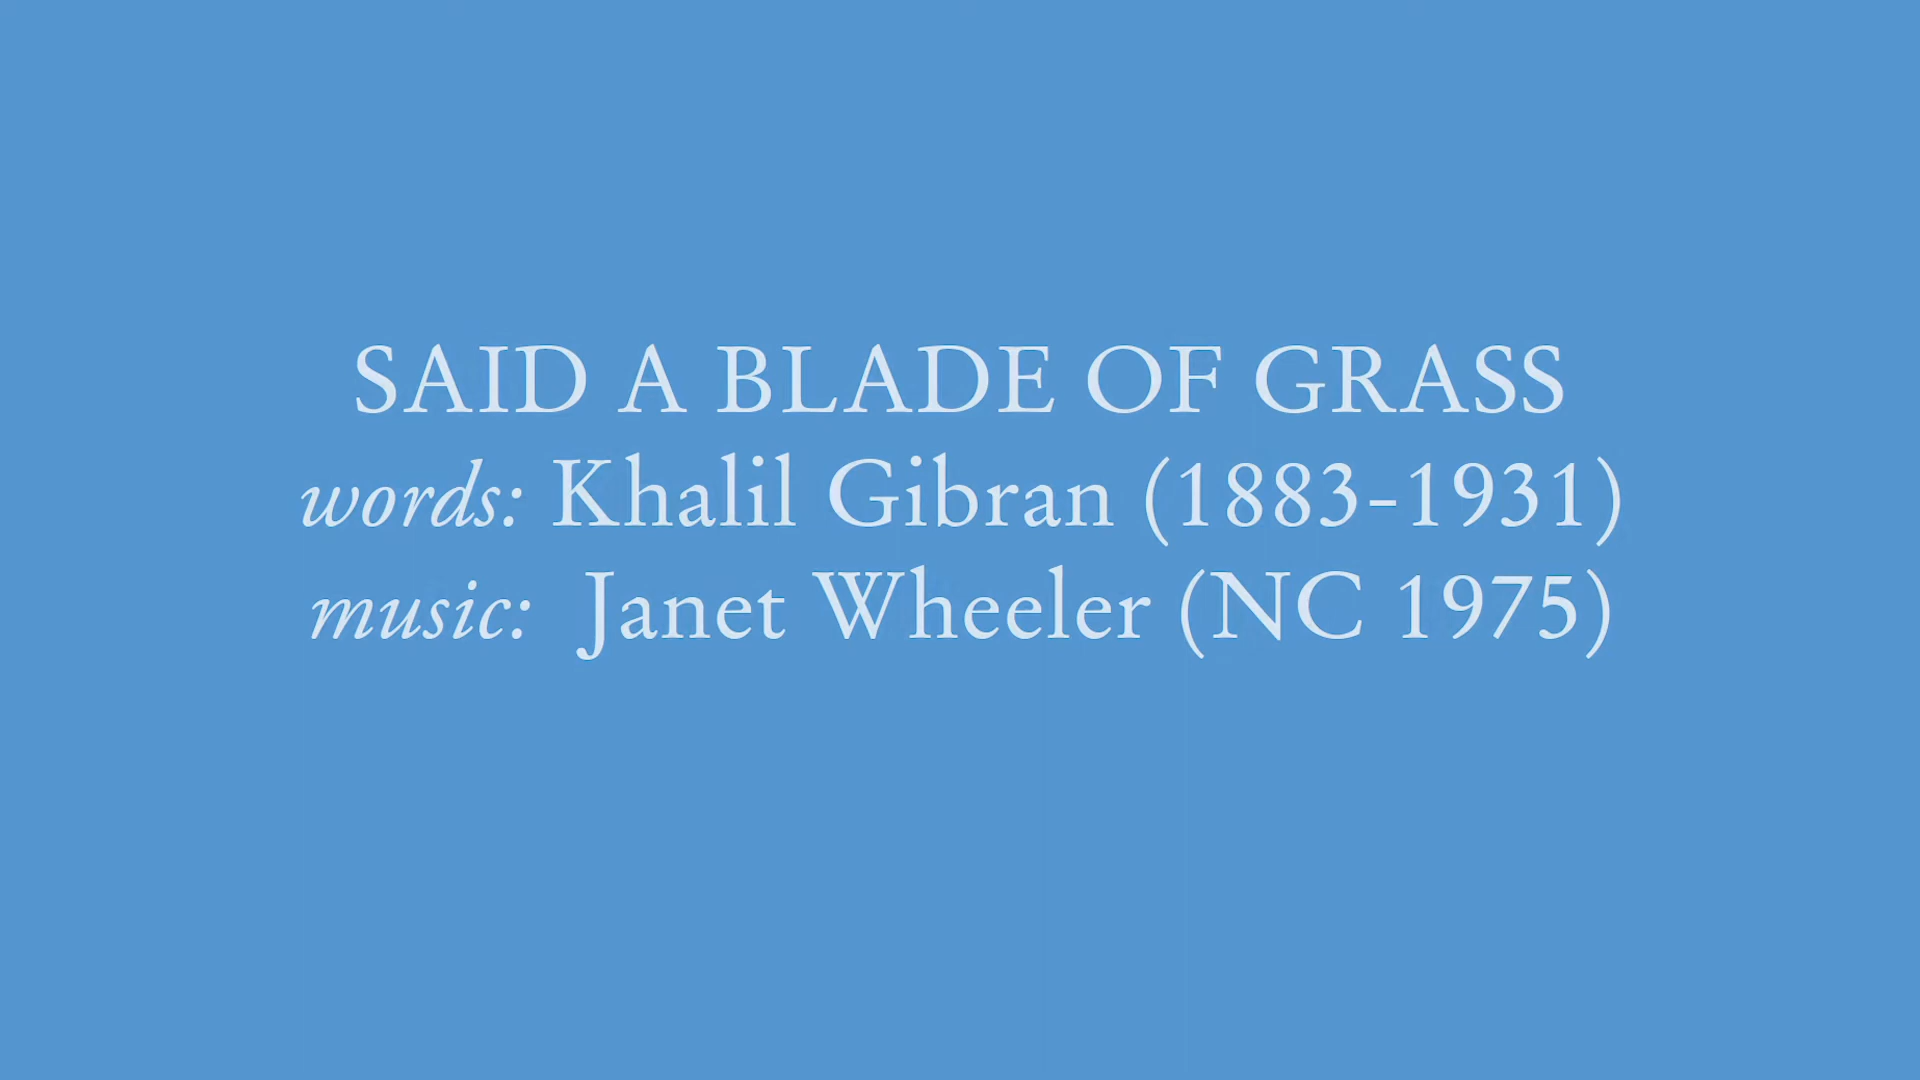 SAID A BLADE OF GRASS
words: Khalil Gibran (1883-1931)
music: Janet Wheeler (NC 1975)